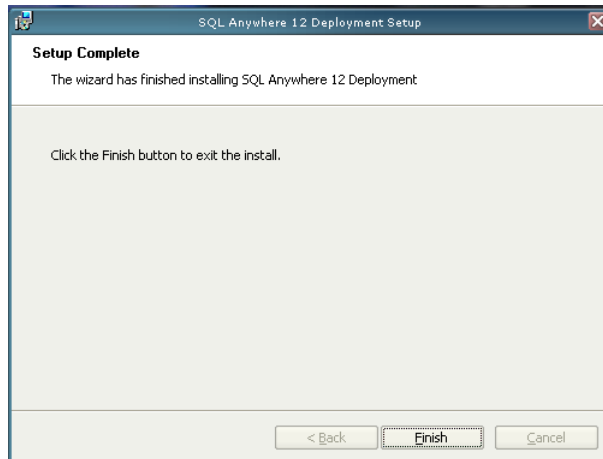 SQL Anywhere 12 Deployment Setup
Setup Complete
The wizard has finished installing SQL Anywhere 12 Deployment
Click the Finish button to exit the install.
< Back Finish Cancel